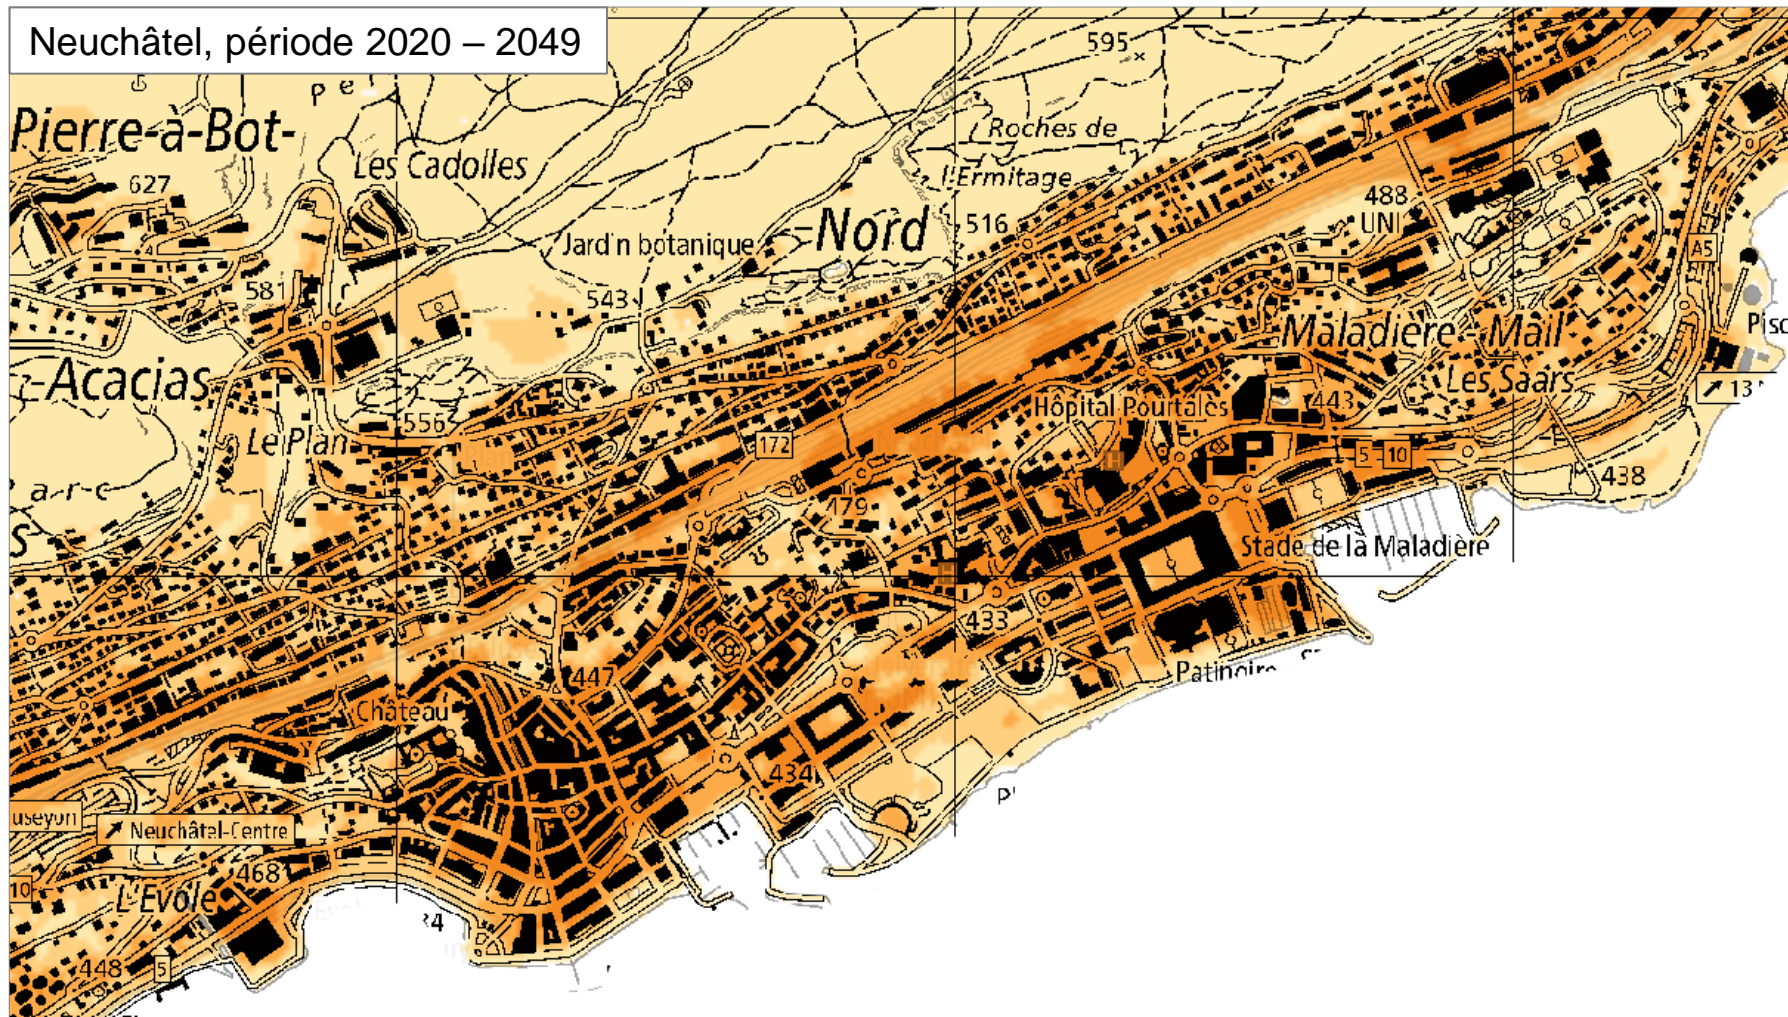 Neuchâtel, période 2020 – 2049
595
Pierre-à-Bot-
Les Cadolles
627
Roches de
l'Ermitage
488
UNI
-Nord
516
Jardin botanique
A5
581
543
Maladière - Mail
-Acacias
Les Saars
13
Hôpital Pourtalès
443
556
Le Plan
172
5-10
438
479
Stade de la Maladière
433
Patinoire
447
Château
434
useyon
Neuchâtel-Centre
10
468
L'Evole
448
5